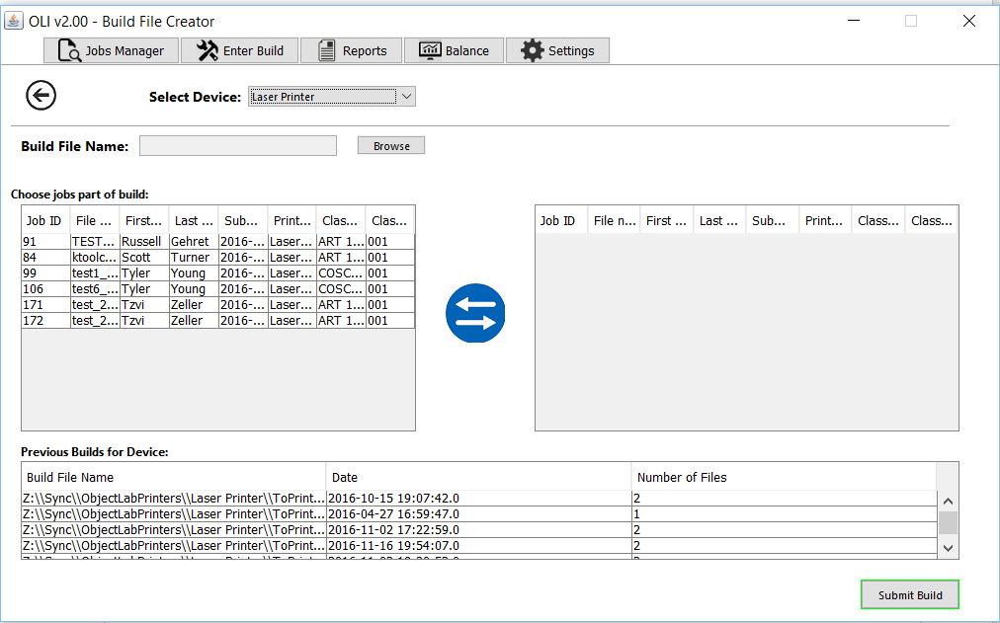 OLI v2.00 - Build File Creator
Jobs Manager Enter Build Reports Balance Settings
Select Device: Laser Printer
Build File Name: Browse
Choose jobs part of build:
Job ID File ... First... Last ... Sub... Print... Clas... Clas...
91 TEST... Russell Gehret 2016-... Laser... ART 1... 001
84 ktoolc... Scott Turner 2016-... Laser... ART 1... 001
99 test1_... Tyler Young 2016-... Laser... COSC... 001
106 test6_... Tyler Young 2016-... Laser... COSC... 001
171 test_2... Tzvi Zeller 2016-... Laser... ART 1... 001
172 test_2... Tzvi Zeller 2016-... Laser... ART 1... 001
Job ID File n... First ... Last ... Sub... Print... Class... Class...
Previous Builds for Device:
Build File Name Date Number of Files
Z:\\Sync\\ObjectLabPrinters\\Laser Printer\\ToPrint... 2016-10-15 19:07:42.0 2
Z:\\Sync\\ObjectLabPrinters\\Laser Printer\\ToPrint... 2016-04-27 16:59:47.0 1
Z:\\Sync\\ObjectLabPrinters\\Laser Printer\\ToPrint... 2016-11-02 17:22:59.0 2
Z:\\Sync\\ObjectLabPrinters\\Laser Printer\\ToPrint... 2016-11-16 19:54:07.0 2
Z:\\Sync\\ObjectLabPrinters\\Laser Printer\\ToPrint...
Submit Build